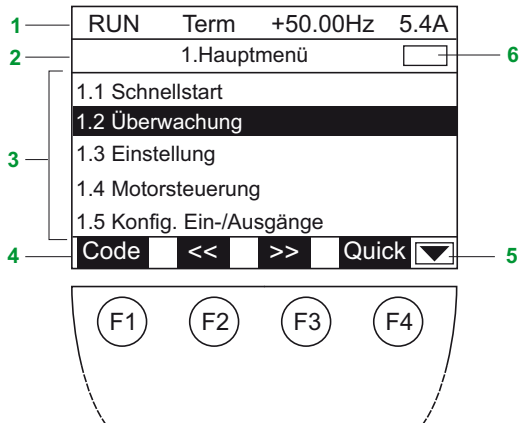 1 RUN Term +50.00Hz 5.4A
2 1.Hauptmenü 6
1.1 Schnellstart
1.2 Überwachung
3 1.3 Einstellung
1.4 Motorsteuerung
1.5 Konfig. Ein-/Ausgänge
4 Code << >> Quick 5
F1 F2 F3 F4